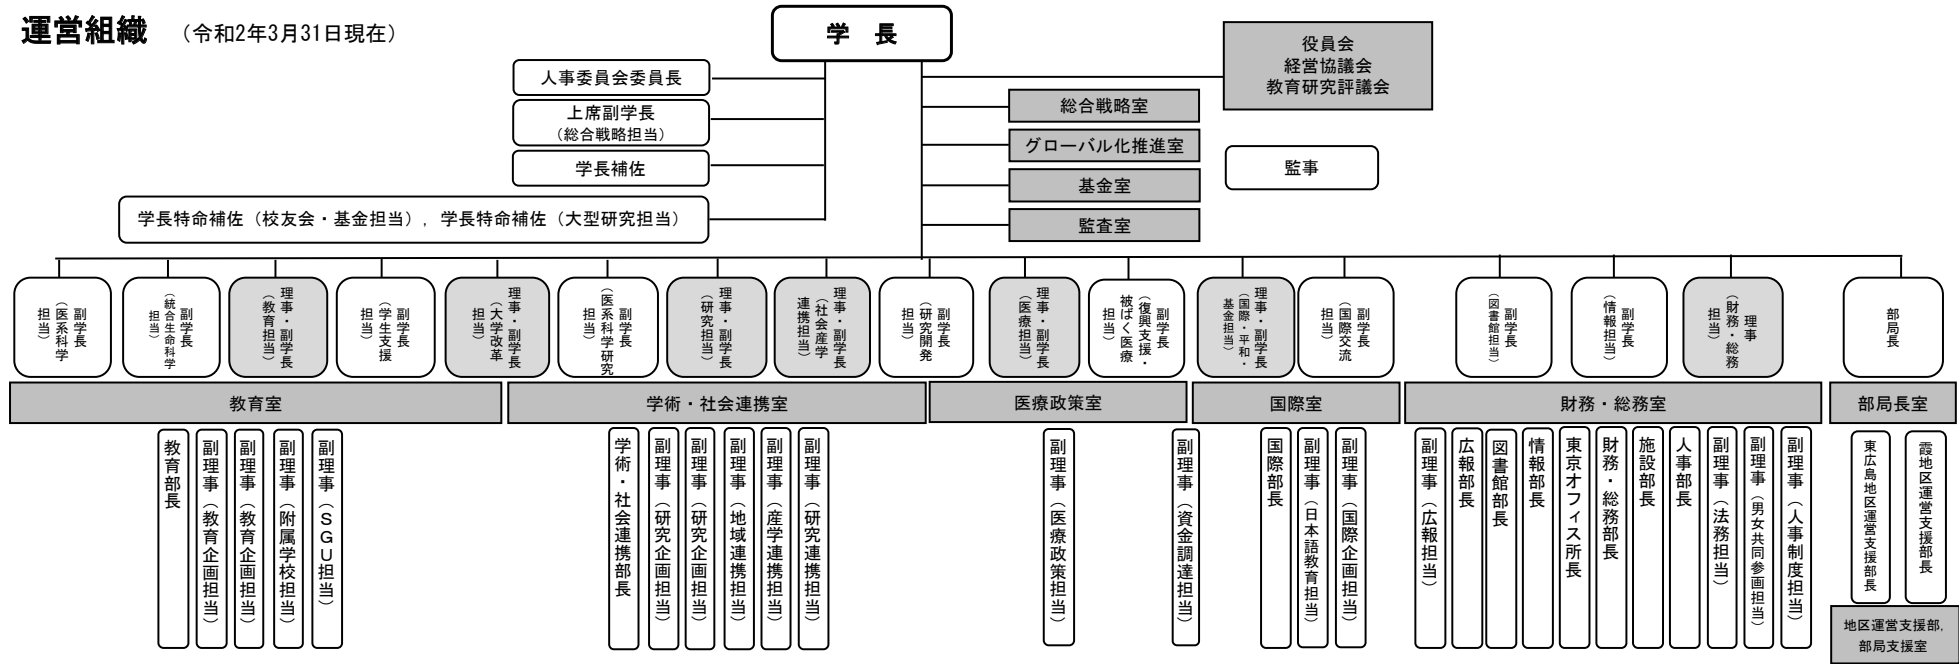 運営組織 (令和2年3月31日現在)
学 長
役員会
経営協議会
教育研究評議会
人事委員会委員長
上席副学長
(総合戦略担当)
学長補佐
学長特命補佐（校友会・基金担当）, 学長特命補佐（大型研究担当）
総合戦略室
グローバル化推進室
基金室
監査室
監事
副学長
（医系科学
担当）
副学長
（統合生命科学
担当）
理事・副学長
（教育担当）
副学長
（学生支援
担当）
理事・副学長
（大学改革
担当）
副学長
（医系科学研究
担当）
理事・副学長
（研究担当）
理事・副学長
（社会産学
連携担当）
副学長
（研究開発
担当）
理事・副学長
（医療担当）
副学長
（復興支援・
被ばく医療
担当）
理事・副学長
（国際・平和・
基金担当）
副学長
（国際交流
担当）
副学長
（図書館担当）
副学長
（情報担当）
理事
（財務・総務
担当）
部局長
教育室
学術・社会連携室
医療政策室
国際室
財務・総務室
部局長室
教育部長
副理事（教育企画担当）
副理事（教育企画担当）
副理事（附属学校担当）
副理事（ＳＧＵ担当）
学術・社会連携部長
副理事（研究企画担当）
副理事（研究企画担当）
副理事（地域連携担当）
副理事（産学連携担当）
副理事（研究連携担当）
副理事（医療政策担当）
副理事（資金調達担当）
国際部長
副理事（日本語教育担当）
副理事（国際企画担当）
副理事（広報担当）
広報部長
図書館部長
情報部長
東京オフィス所長
財務・総務部長
施設部長
人事部長
副理事（法務担当）
副理事（男女共同参画担当）
副理事（人事制度担当）
東広島地区運営支援部長
霞地区運営支援部長
地区運営支援部,
部局支援室